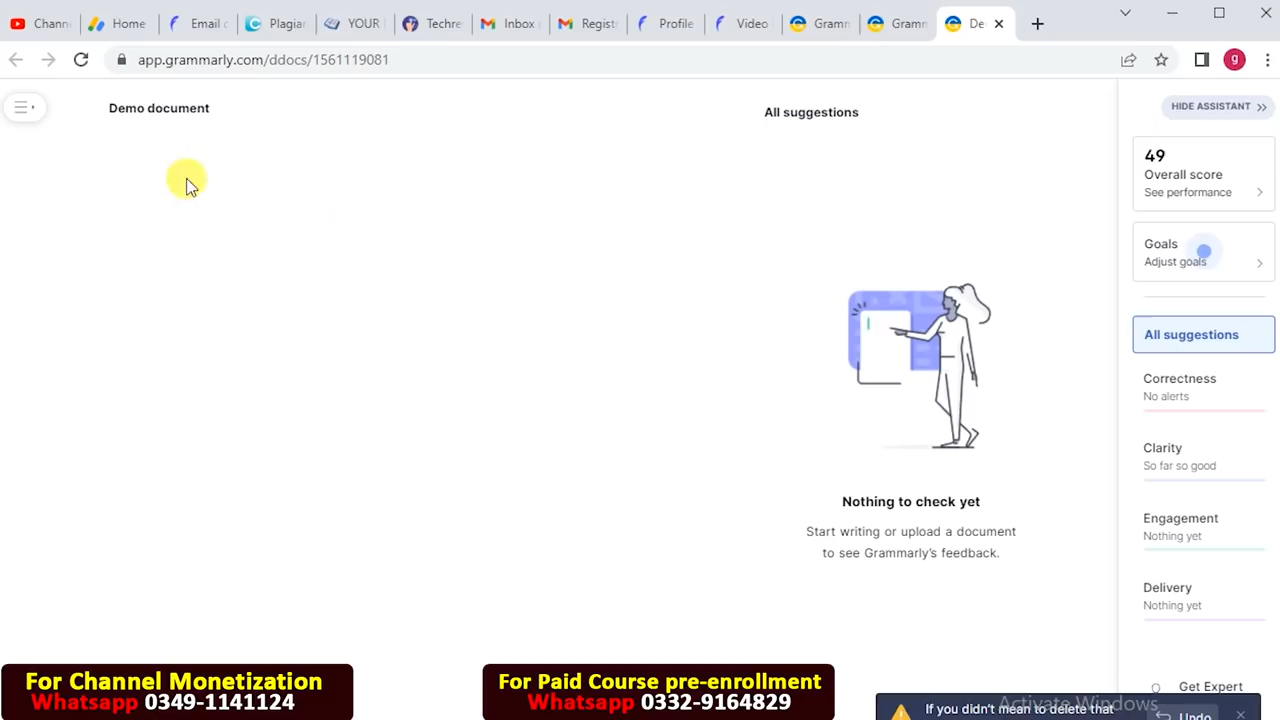 Chann
Home
Email c
Plagiar
YOUR
Techre
Inbox
Registr
Profile
Video
Gramm
Gramm
De
app.grammarly.com/ddocs/1561119081
g
Demo document
All suggestions
HIDE ASSISTANT
49
Overall score
See performance
Goals
Adjust goals
All suggestions
Correctness
No alerts
Clarity
So far so good
Engagement
Nothing yet
Delivery
Nothing yet
Nothing to check yet
Start writing or upload a document
to see Grammarly's feedback.
Get Expert
For Channel Monetization
Whatsapp 0349-1141124
For Paid Course pre-enrollment
Whatsapp 0332-9164829
Activate Windows
If you didn't mean to delete that
Undo